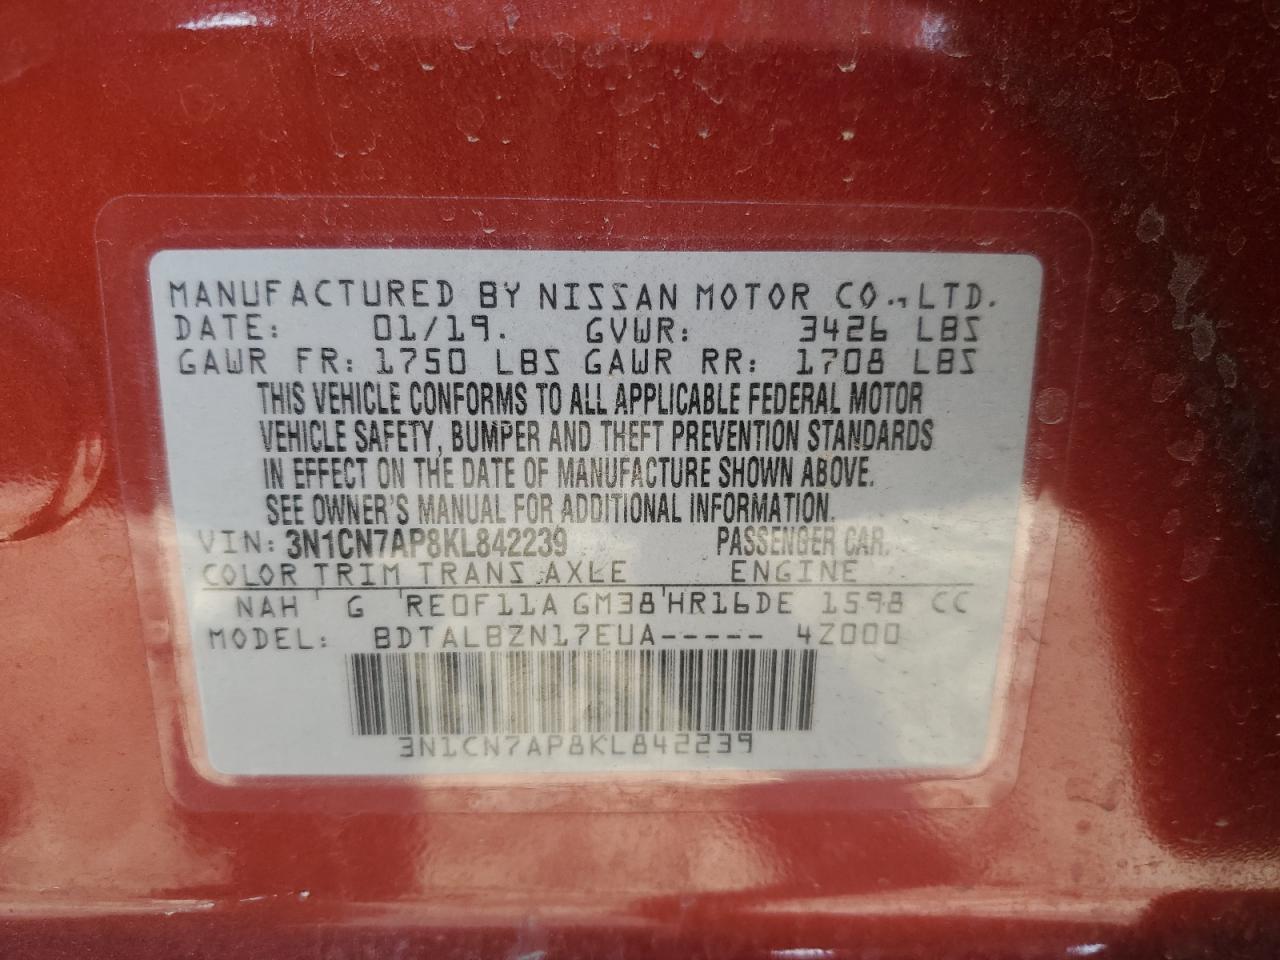 MANUFACTURED BY NISSAN MOTOR CO.,LTD.
DATE: 01/19. GVWR: 3426 LBS
GAWR FR: 1750 LBS GAWR RR: 1708 LBS
THIS VEHICLE CONFORMS TO ALL APPLICABLE FEDERAL MOTOR
VEHICLE SAFETY, BUMPER AND THEFT PREVENTION STANDARDS
IN EFFECT ON THE DATE OF MANUFACTURE SHOWN ABOVE.
SEE OWNER'S MANUAL FOR ADDITIONAL INFORMATION.
VIN: 3N1CN7AP8KL842239 PASSENGER CAR.
COLOR TRIM TRANS AXLE ENGINE
NAH G RE0F11A GM38 HR16DE 1598 CC
MODEL: BDTALBZN17EUA----- 4Z000
3N1CN7AP8KL842239